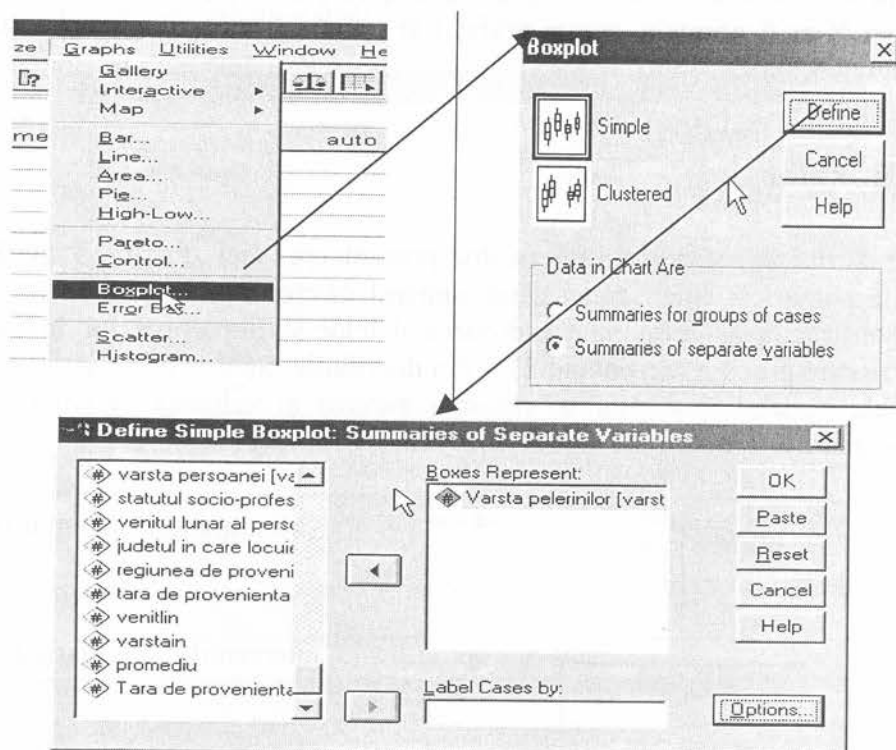 ze Graphs Utilities Window He
Gallery
Interactive
Map
me
auto
Bar...
Line...
Area...
Pie...
High-Low...
Pareto...
Control...
Boxplot...
Error Bar...
Scatter...
Histogram...
Boxplot
Simple
Clustered
Define
Cancel
Help
Data in Chart Are
Summaries for groups of cases
Summaries of separate variables
Define Simple Boxplot: Summaries of Separate Variables
varsta persoanei [va
statutul socio-profes
venitul lunar al perso
judetul in care locuie
regiunea de proveni
tara de provenienta
venitlin
varstain
promediu
Tara de provenienta
Boxes Represent:
Varsta pelerinilor [varst
Label Cases by:
OK
Paste
Reset
Cancel
Help
Options...